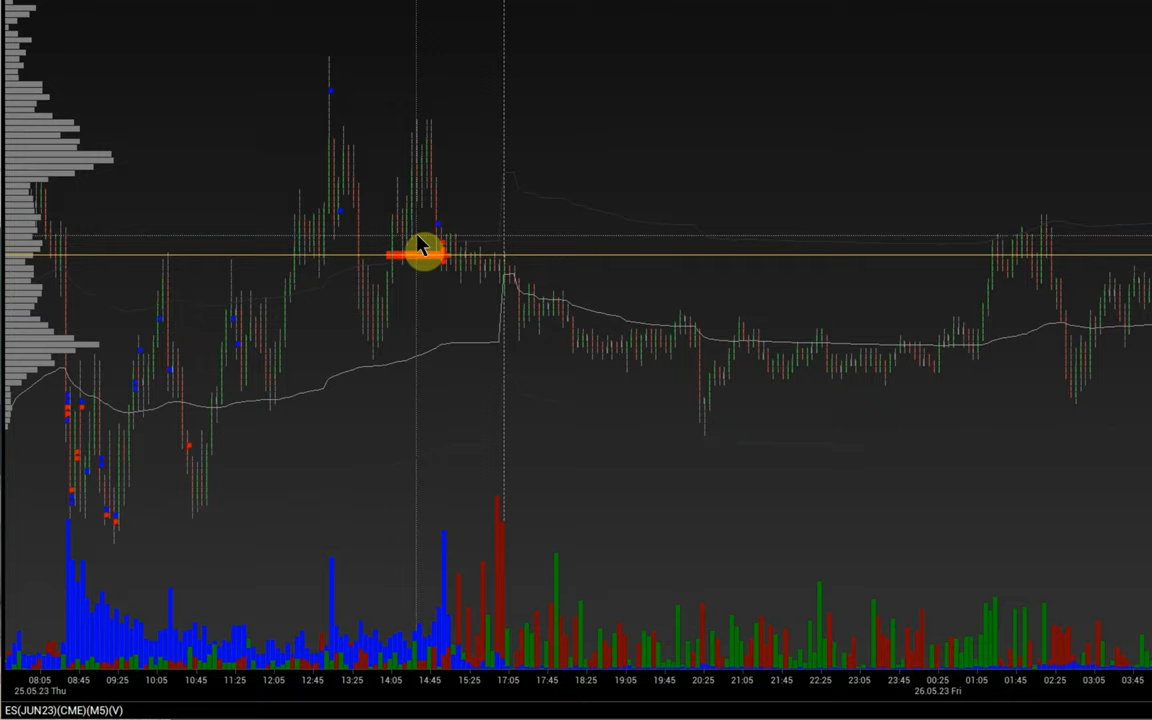 08:05 08:45 09:25 10:05 10:45 11:25 12:05 12:45 13:25 14:05 14:45 15:25 17:05 17:45 18:25 19:05 19:45 20:25 21:05 21:45 22:25 23:05 23:45 00:25 01:05 01:45 02:25 03:05 03:45
25.05.23 Thu 26.05.23 Fri
ES(JUN23)(CME)(M5)(V)